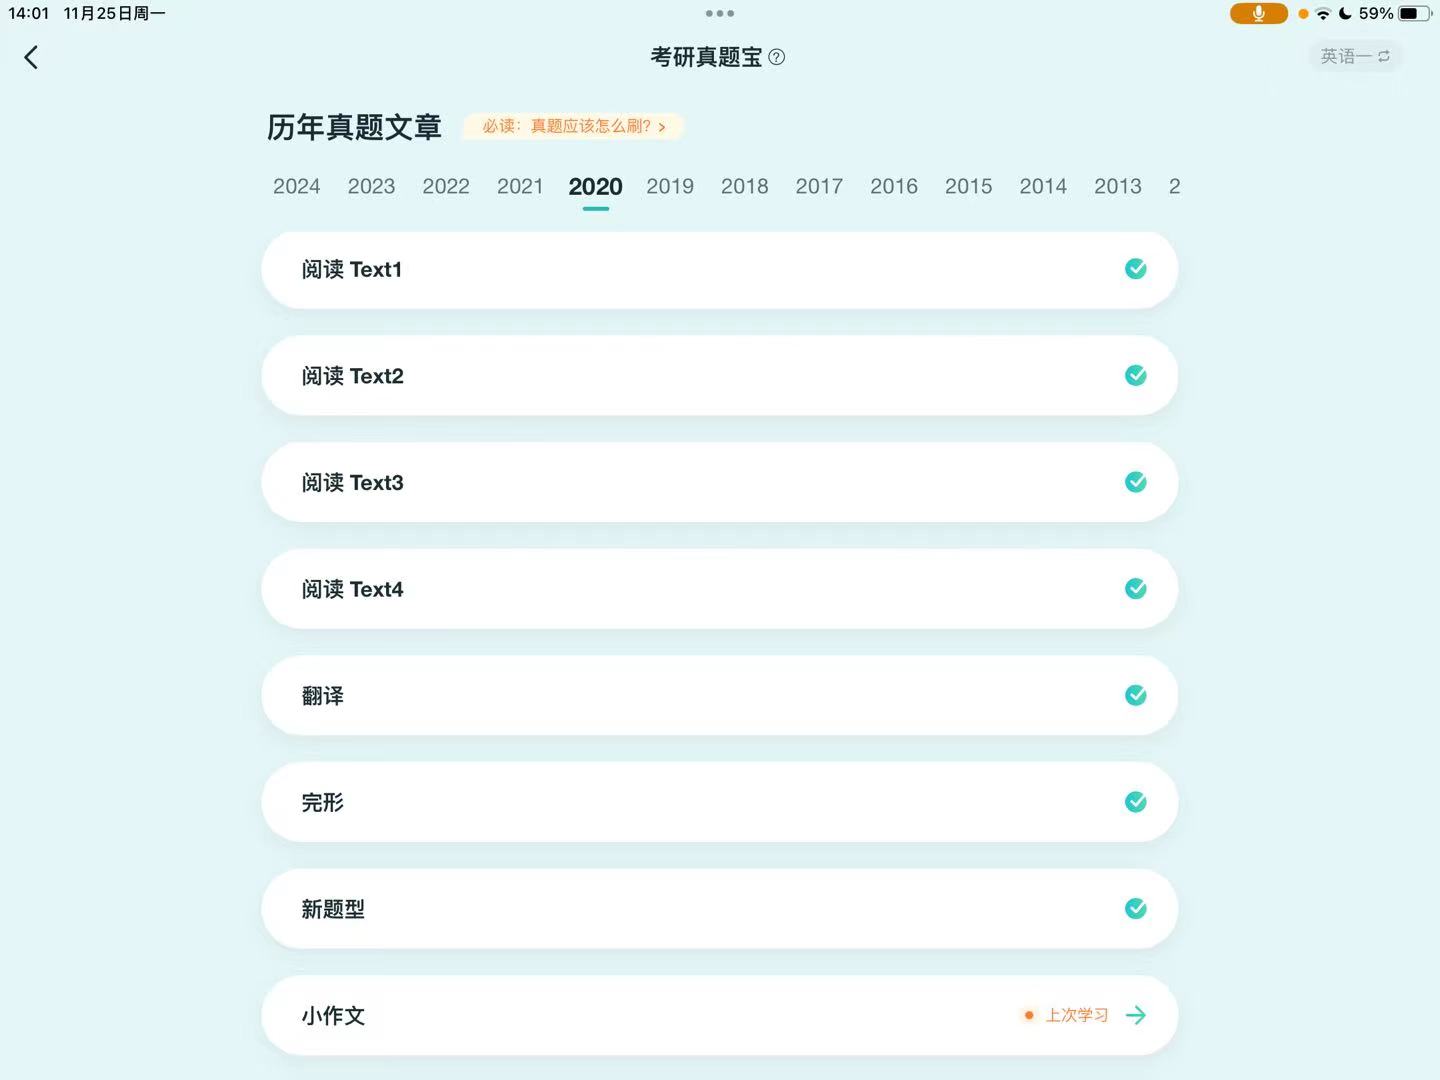 14:01 11月25日周一
59%
考研真题宝
英语一
历年真题文章 必读：真题应该怎么刷？ >
2024 2023 2022 2021 2020 2019 2018 2017 2016 2015 2014 2013 2
阅读 Text1
阅读 Text2
阅读 Text3
阅读 Text4
翻译
完形
新题型
小作文 上次学习